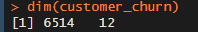 > dim(customer_churn)
[1] 6514   12